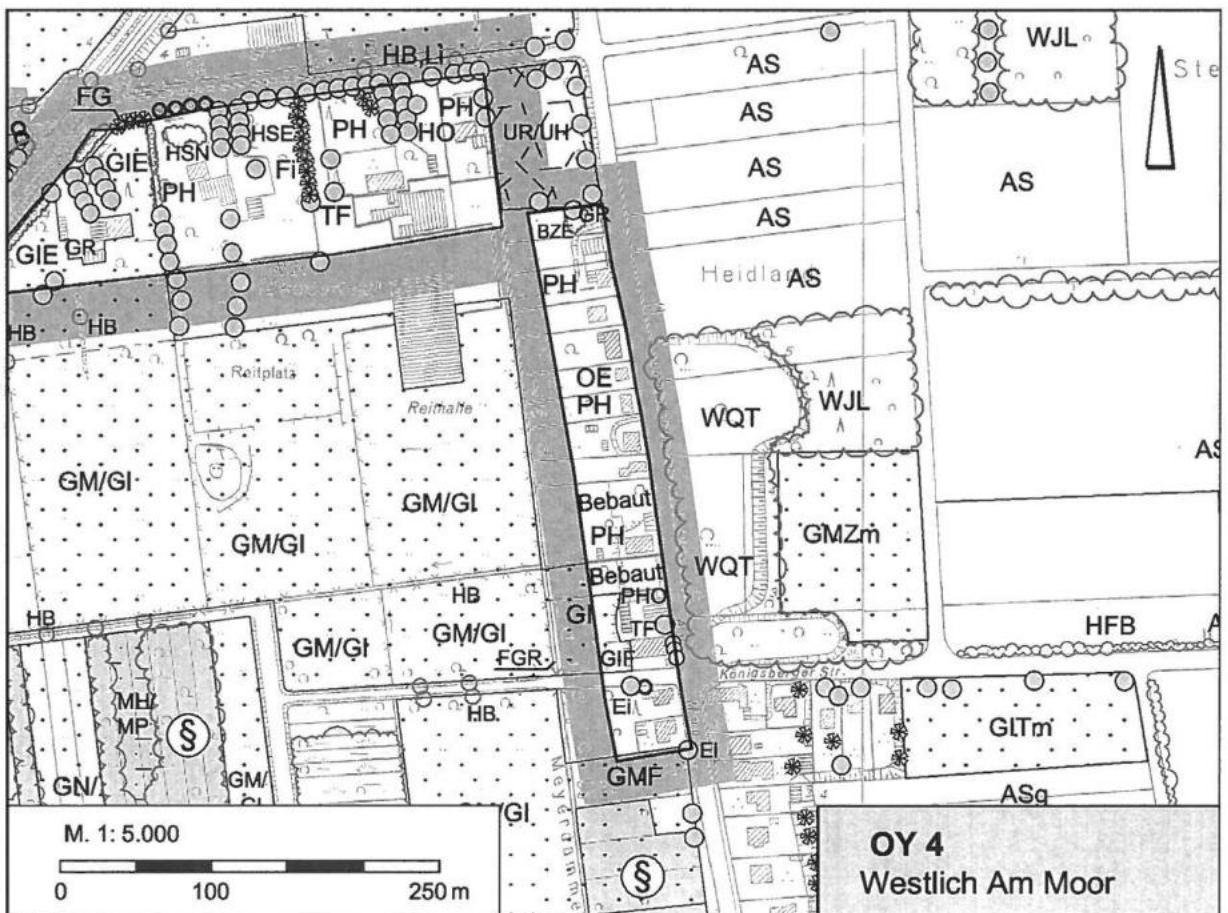 WJL
HB,Li
AS
Ste
FG
PH
PH
AS
HSE
HO
UR/UH
HSN
GIE
Fi
AS
AS
PH
TF
GR
AS
GR
BZE
GIE
Heidland
AS
PH
HB
HB
Reitplatz
Reithalle
OE
PH
WQT
WJL
AS
GM/GI
GM/GI
Bebaut
GM/GI
PH
GMZm
WQT
Bebaut
HB
PHO
HB
GM/GI
TF
HFB
GM/GI
FGR
GIE
Königsberger Str.
HB
Ei
MH/
MP
§
GLTm
EI
GN/
GM/
GMF
ASg
M. 1: 5.000
/GI
0 100 250 m
§
OY 4
Westlich Am Moor